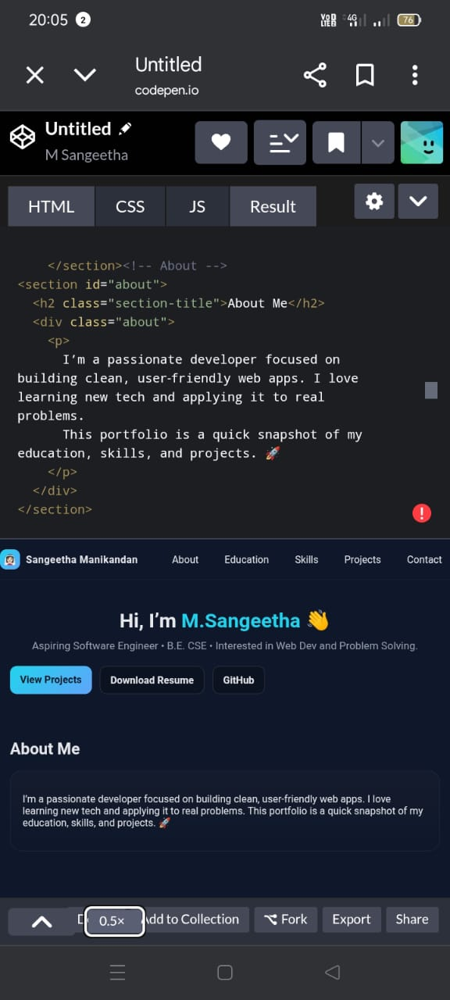 20:05 2 VoD LTE2 4G 76
Untitled
codepen.io
Untitled
M Sangeetha
HTML CSS JS Result
</section><!-- About -->
<section id="about">
<h2 class="section-title">About Me</h2>
<div class="about">
<p>
I’m a passionate developer focused on
building clean, user-friendly web apps. I love
learning new tech and applying it to real
problems.
This portfolio is a quick snapshot of my
education, skills, and projects. 🚀
</p>
</div>
</section>
Sangeetha Manikandan About Education Skills Projects Contact
Hi, I’m M.Sangeetha 👋
Aspiring Software Engineer • B.E. CSE • Interested in Web Dev and Problem Solving.
View Projects Download Resume GitHub
About Me
I’m a passionate developer focused on building clean, user-friendly web apps. I love
learning new tech and applying it to real problems. This portfolio is a quick snapshot of my
education, skills, and projects. 🚀
0.5× Add to Collection Fork Export Share